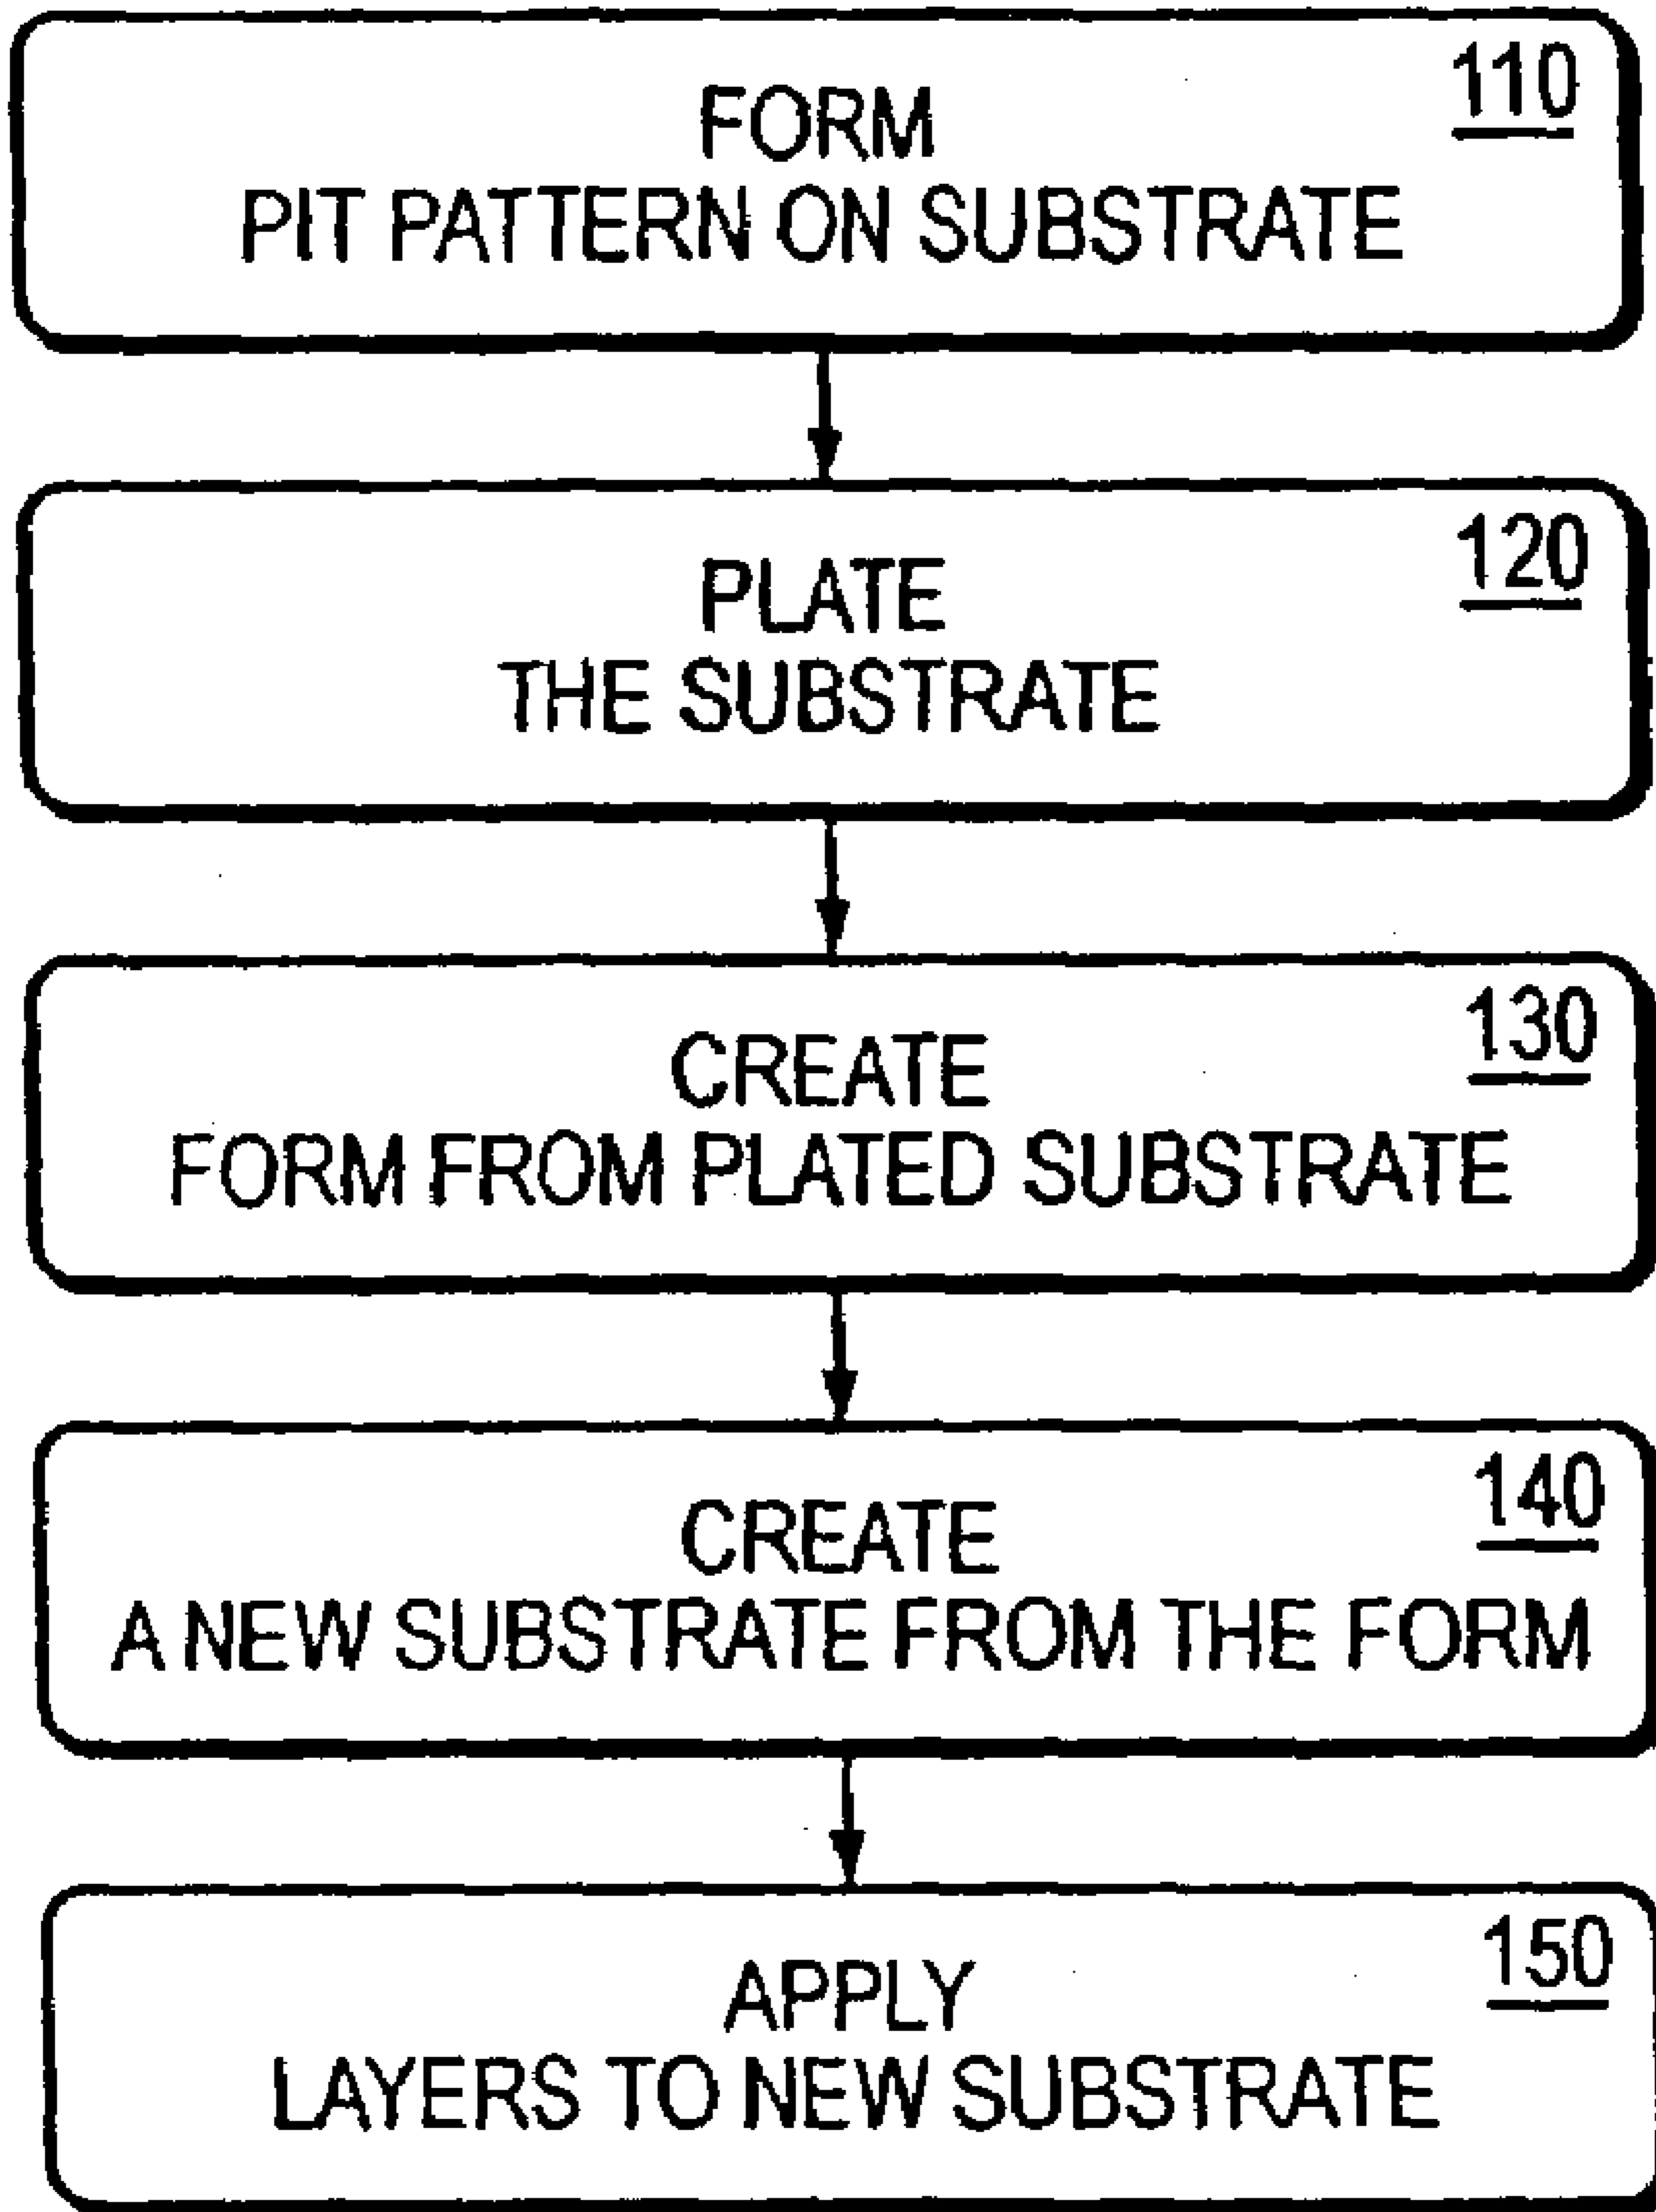 110
FORM
PIT PATTERN ON SUBSTRATE
120
PLATE
THE SUBSTRATE
130
CREATE
FORM FROM PLATED SUBSTRATE
140
CREATE
A NEW SUBSTRATE FROM THE FORM
150
APPLY
LAYERS TO NEW SUBSTRATE